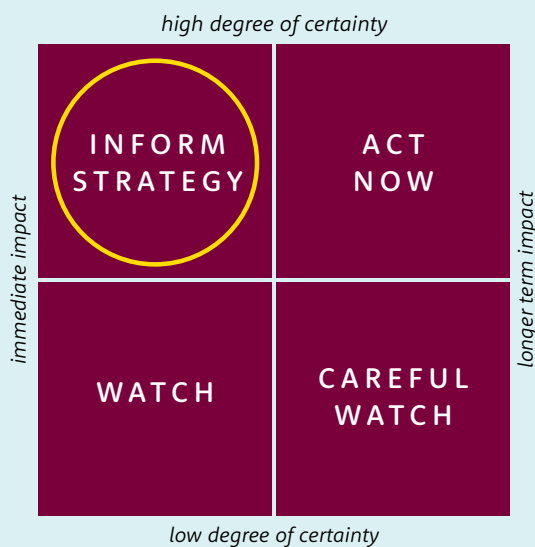 high degree of certainty
INFORM
STRATEGY
ACT
NOW
immediate impact
longer term impact
WATCH
CAREFUL
WATCH
low degree of certainty